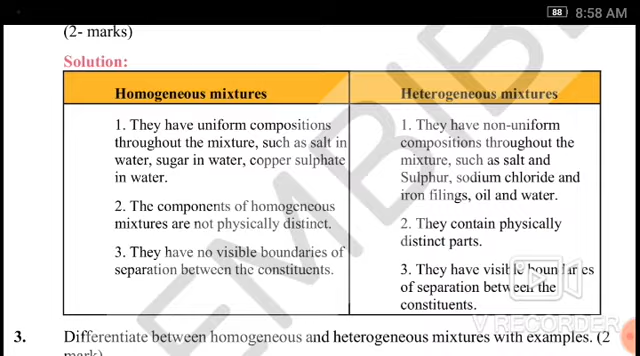 88 8:58 AM
(2- marks)
Solution:
Homogeneous mixtures
1. They have uniform compositions
throughout the mixture, such as salt in
water, sugar in water, copper sulphate
in water.
2. The components of homogeneous
mixtures are not physically distinct.
3. They have no visible boundaries of
separation between the constituents.
Heterogeneous mixtures
1. They have non-uniform
compositions throughout the
mixture, such as salt and
Sulphur, sodium chloride and
iron filings, oil and water.
2. They contain physically
distinct parts.
3. They have visible boundaries
of separation between the
constituents.
EMBIBE
V RECORDER
3. Differentiate between homogeneous and heterogeneous mixtures with examples. (2
mark)